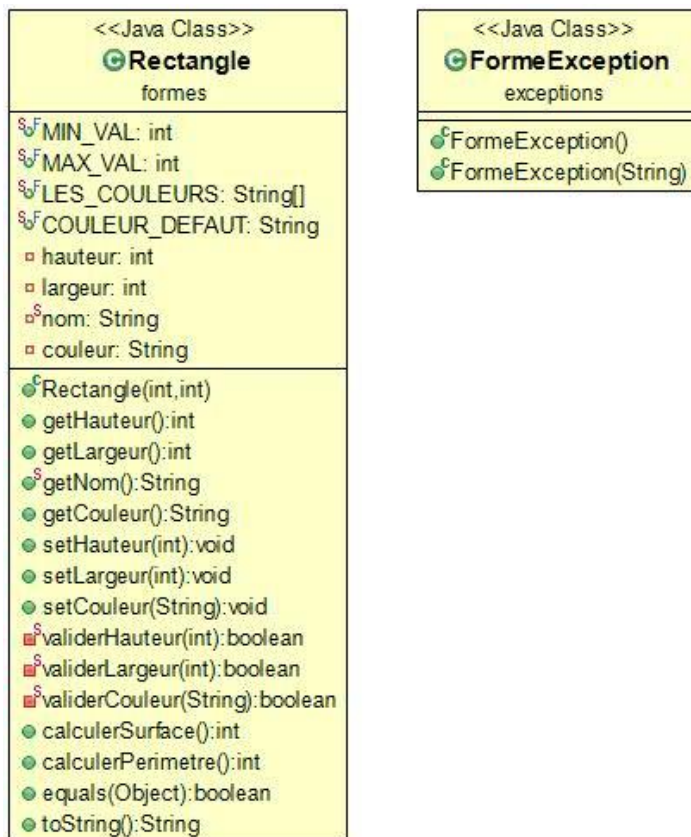 <<Java Class>>
Rectangle
formes
MIN_VAL: int
MAX_VAL: int
LES_COULEURS: String[]
COULEUR_DEFAUT: String
hauteur: int
largeur: int
nom: String
couleur: String
Rectangle(int,int)
getHauteur():int
getLargeur():int
getNom():String
getCouleur():String
setHauteur(int):void
setLargeur(int):void
setCouleur(String):void
validerHauteur(int):boolean
validerLargeur(int):boolean
validerCouleur(String):boolean
calculerSurface():int
calculerPerimetre():int
equals(Object):boolean
toString():String
<<Java Class>>
FormeException
exceptions
FormeException()
FormeException(String)